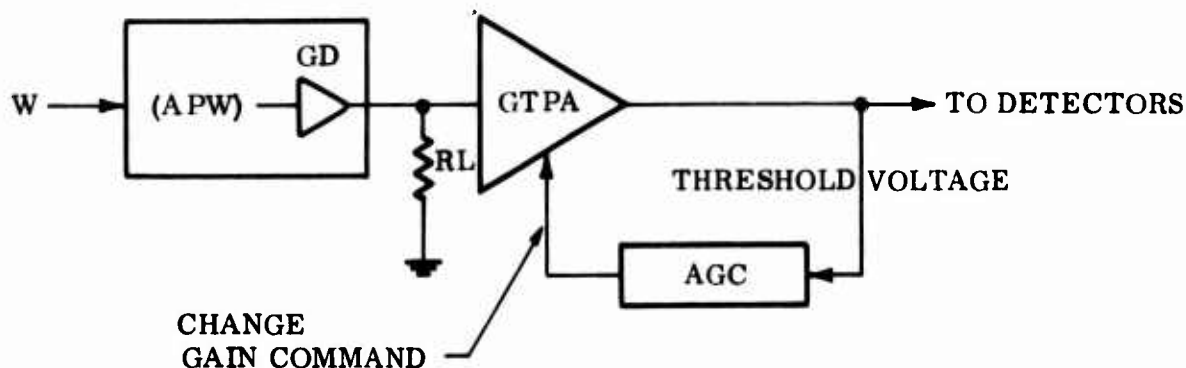 GD
W
(APW)
GTPA
TO DETECTORS
RL
THRESHOLD VOLTAGE
AGC
CHANGE
GAIN COMMAND